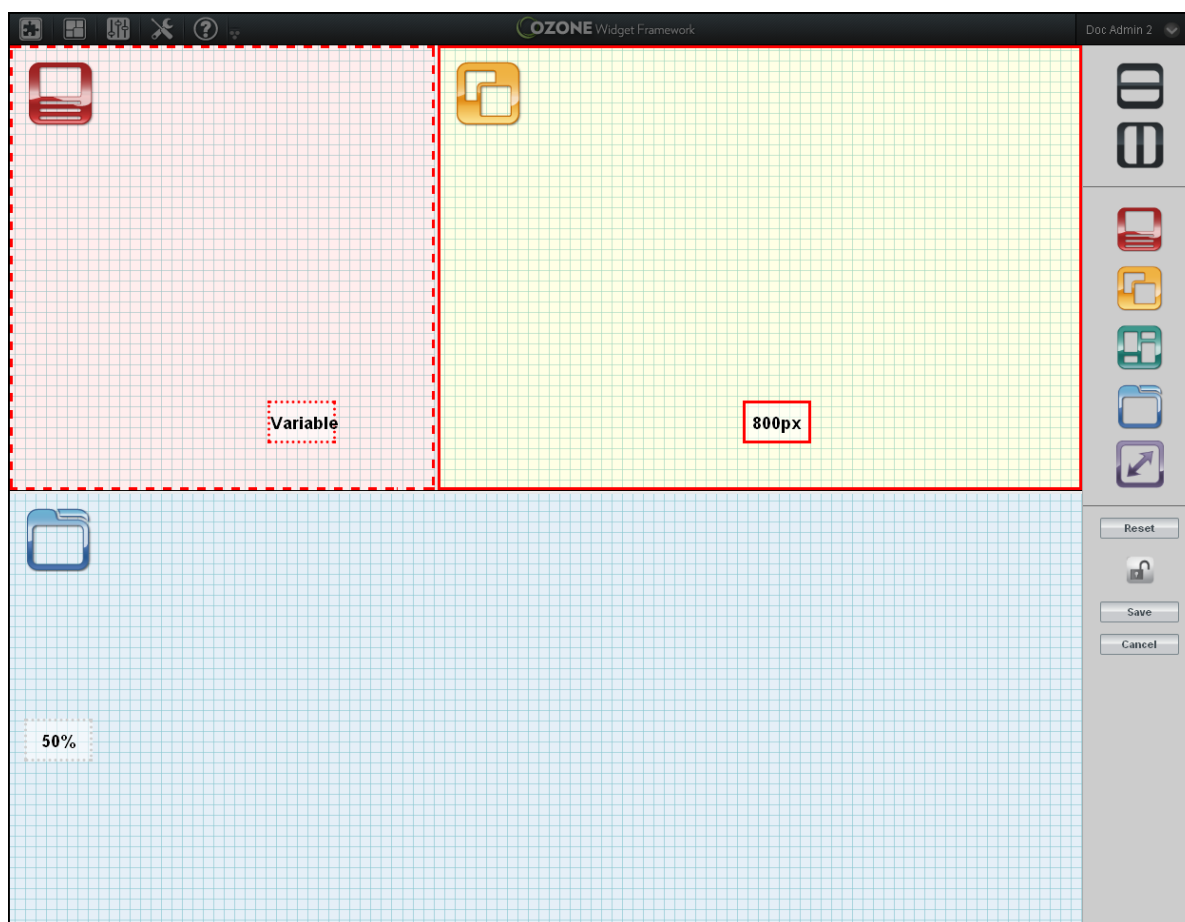 OZONE Widget Framework
Doc Admin 2
Variable
800px
50%
Reset
Save
Cancel